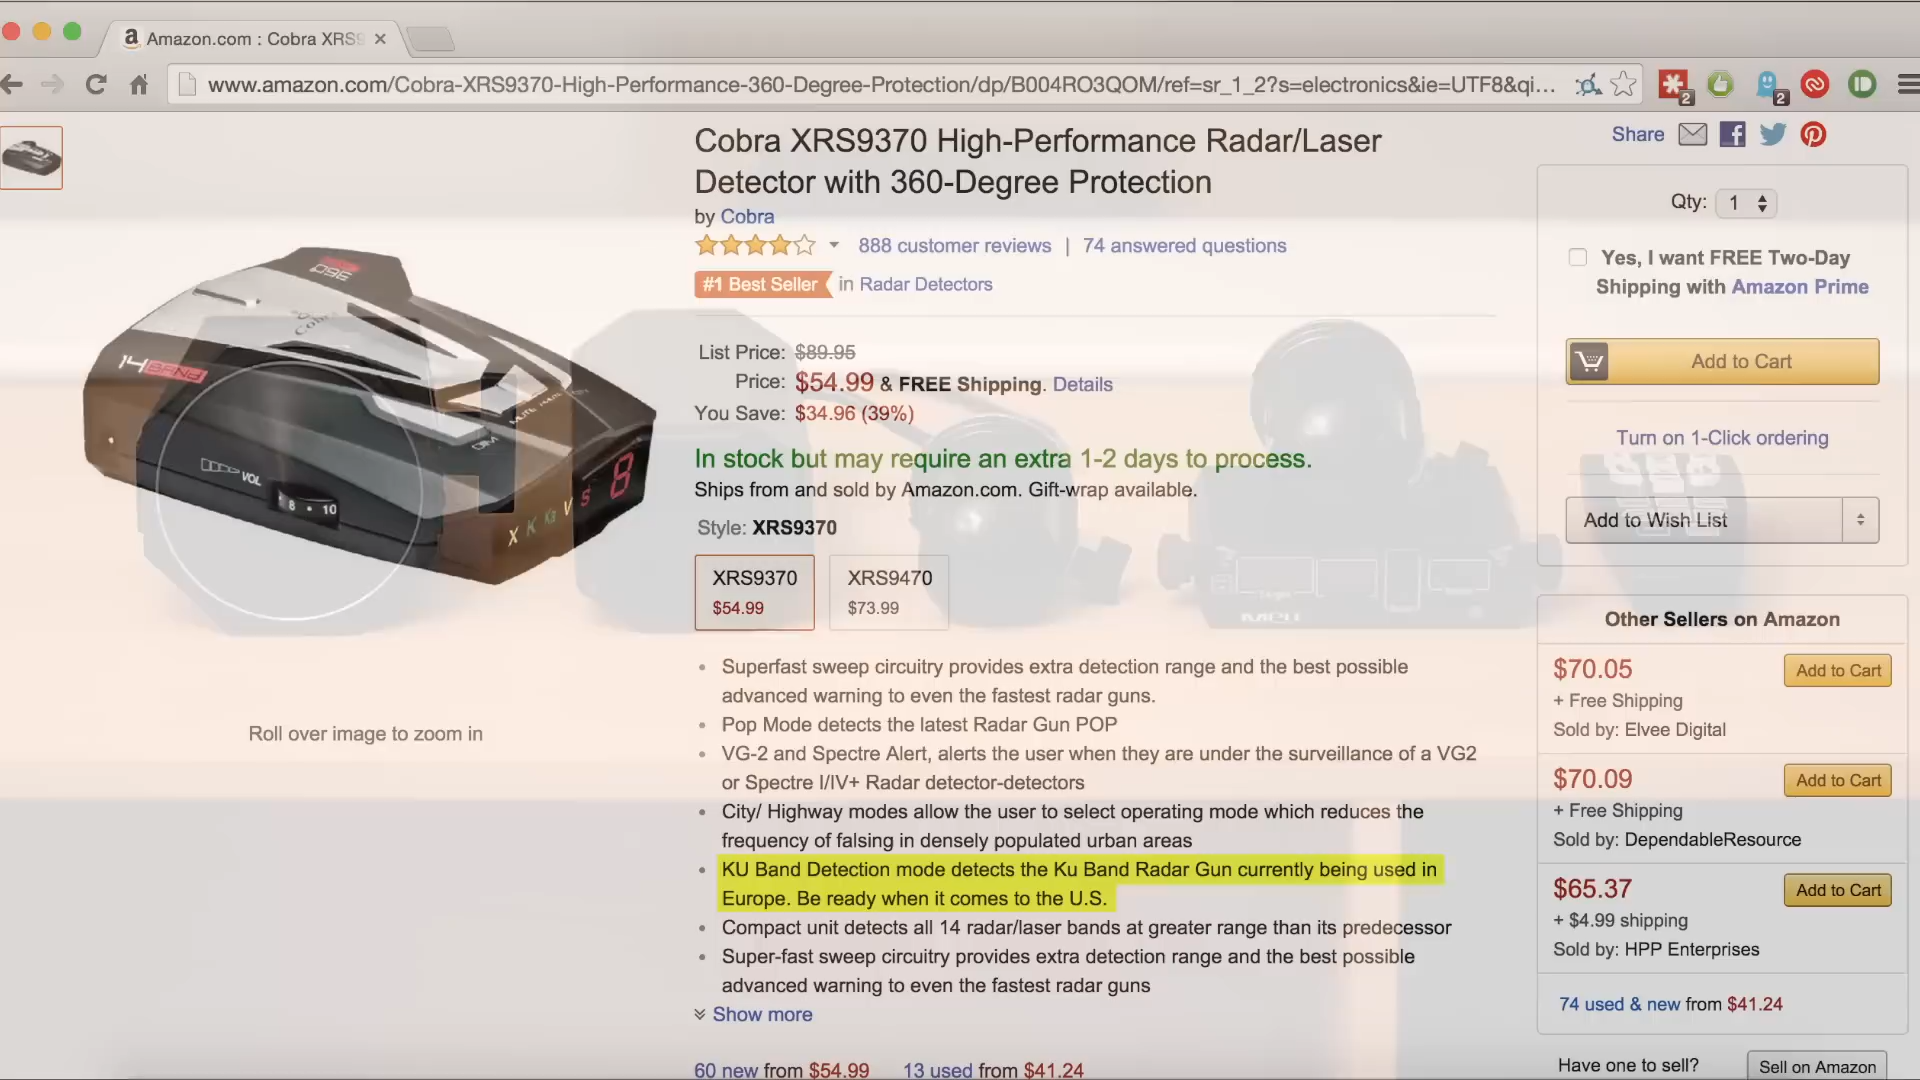 Amazon.com : Cobra XRS9
www.amazon.com/Cobra-XRS9370-High-Performance-360-Degree-Protection/dp/B004RO3QOM/ref=sr_1_2?s=electronics&ie=UTF8&qi...
2
2
Cobra XRS9370 High-Performance Radar/Laser
Detector with 360-Degree Protection
by Cobra
888 customer reviews | 74 answered questions
#1 Best Seller in Radar Detectors
List Price: $89.95
Price: $54.99 & FREE Shipping. Details
You Save: $34.96 (39%)
In stock but may require an extra 1-2 days to process.
Ships from and sold by Amazon.com. Gift-wrap available.
Style: XRS9370
XRS9370
$54.99
XRS9470
$73.99
• Superfast sweep circuitry provides extra detection range and the best possible
advanced warning to even the fastest radar guns.
• Pop Mode detects the latest Radar Gun POP
• VG-2 and Spectre Alert, alerts the user when they are under the surveillance of a VG2
or Spectre I/IV+ Radar detector-detectors
• City/ Highway modes allow the user to select operating mode which reduces the
frequency of falsing in densely populated urban areas
• KU Band Detection mode detects the Ku Band Radar Gun currently being used in
Europe. Be ready when it comes to the U.S.
• Compact unit detects all 14 radar/laser bands at greater range than its predecessor
• Super-fast sweep circuitry provides extra detection range and the best possible
advanced warning to even the fastest radar guns
Show more
60 new from $54.99 13 used from $41.24
360
Cobra
14 BAND
VOL
8 • 10
DIM
MUTE
X K Ka V S 8
Roll over image to zoom in
Share
Qty: 1
Yes, I want FREE Two-Day
Shipping with Amazon Prime
Add to Cart
Turn on 1-Click ordering
Add to Wish List
Other Sellers on Amazon
$70.05
Add to Cart
+ Free Shipping
Sold by: Elvee Digital
$70.09
Add to Cart
+ Free Shipping
Sold by: DependableResource
$65.37
Add to Cart
+ $4.99 shipping
Sold by: HPP Enterprises
74 used & new from $41.24
Have one to sell?
Sell on Amazon